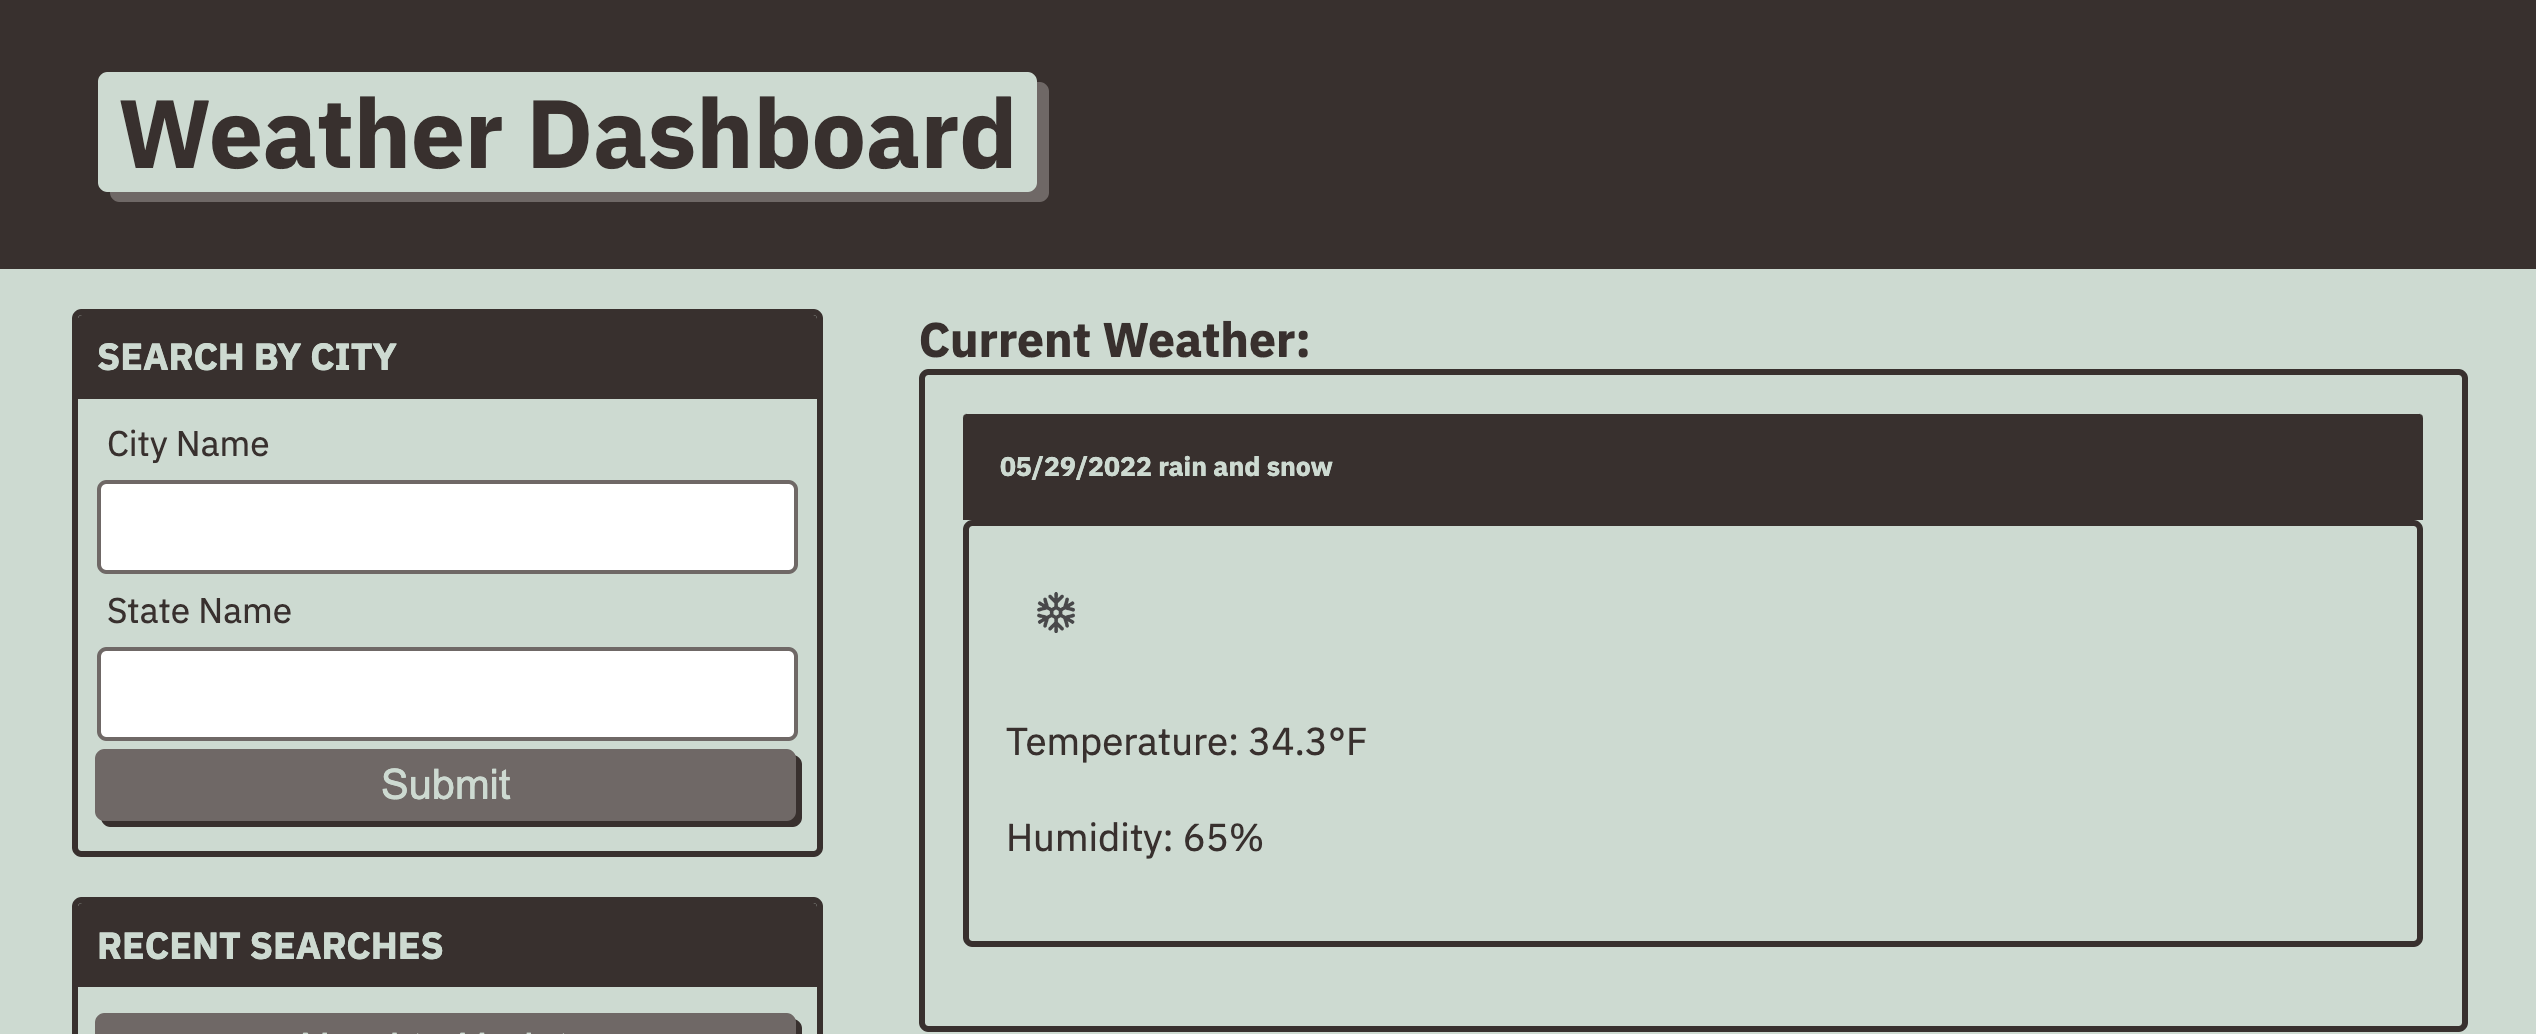 Weather Dashboard
SEARCH BY CITY
City Name
State Name
Submit
RECENT SEARCHES
Current Weather:
05/29/2022 rain and snow
Temperature: 34.3°F
Humidity: 65%